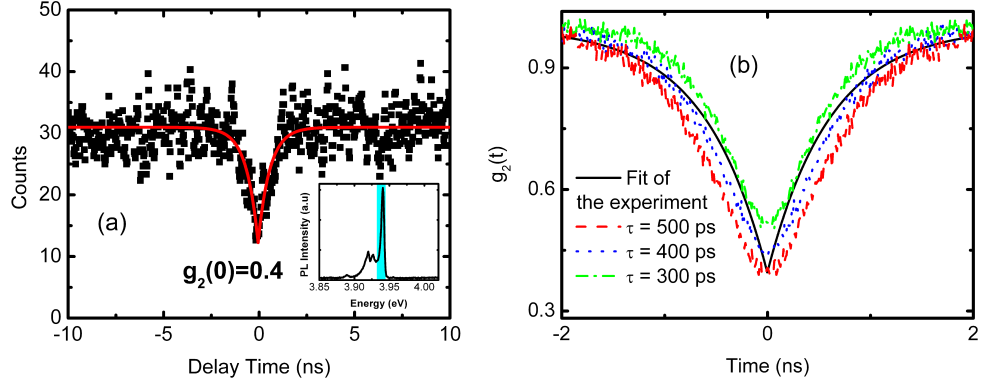 (a)
50
40
30
20
10
0
Counts
-10
-5
0
5
10
Delay Time (ns)
g2(0)=0.4
PL Intensity (a.u)
3.85
3.90
3.95
4.00
Energy (eV)
(b)
0.9
0.6
0.3
g2(t)
-2
0
2
Time (ns)
Fit of
the experiment
τ = 500 ps
τ = 400 ps
τ = 300 ps